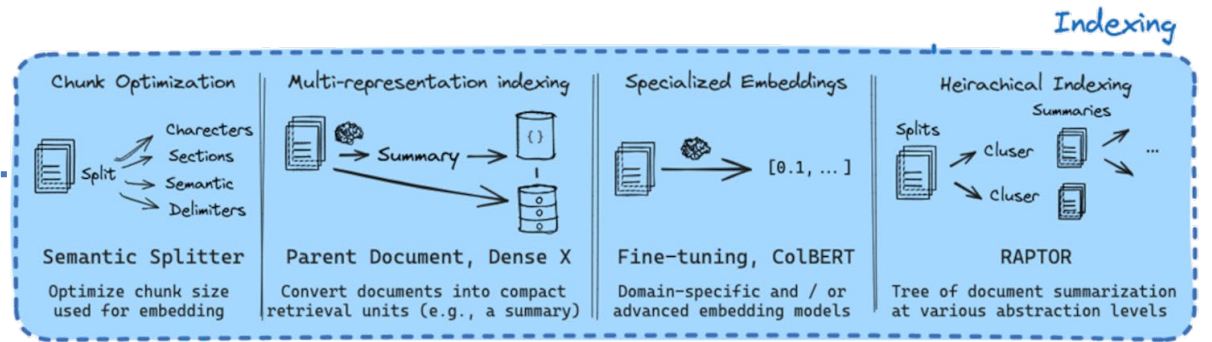 Indexing
Chunk Optimization
Split
Charecters
Sections
Semantic
Delimiters
Semantic Splitter
Optimize chunk size
used for embedding
Multi-representation indexing
Summary
{}
Parent Document, Dense X
Convert documents into compact
retrieval units (e.g., a summary)
Specialized Embeddings
[0.1, ... ]
Fine-tuning, ColBERT
Domain-specific and / or
advanced embedding models
Heirachical Indexing
Summaries
Splits
Cluser
...
Cluser
RAPTOR
Tree of document summarization
at various abstraction levels